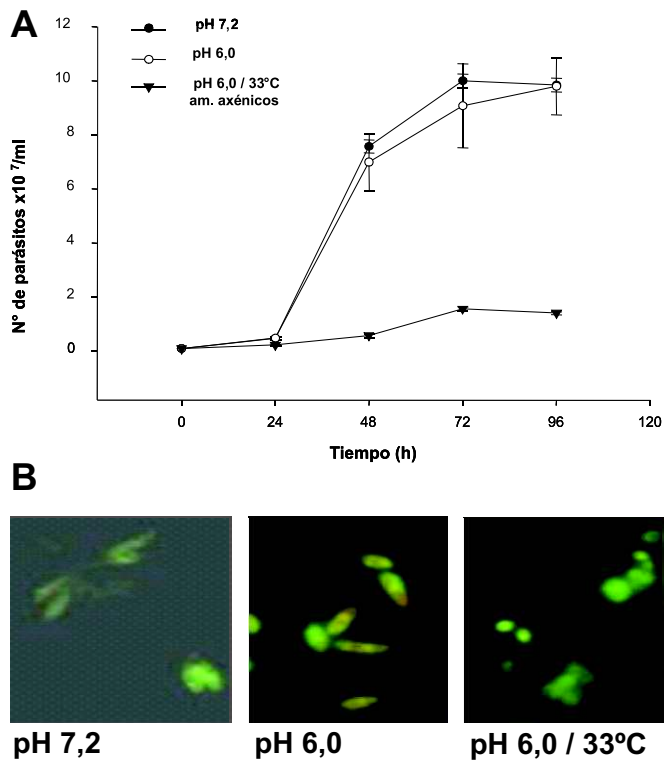 A
12
10
8
6
4
2
0
N° de parásitos x10 7/ml
pH 7,2
pH 6,0
pH 6,0 / 33°C
am. axénicos
0 24 48 72 96 120
Tiempo (h)
B
pH 7,2 pH 6,0 pH 6,0 / 33ºC